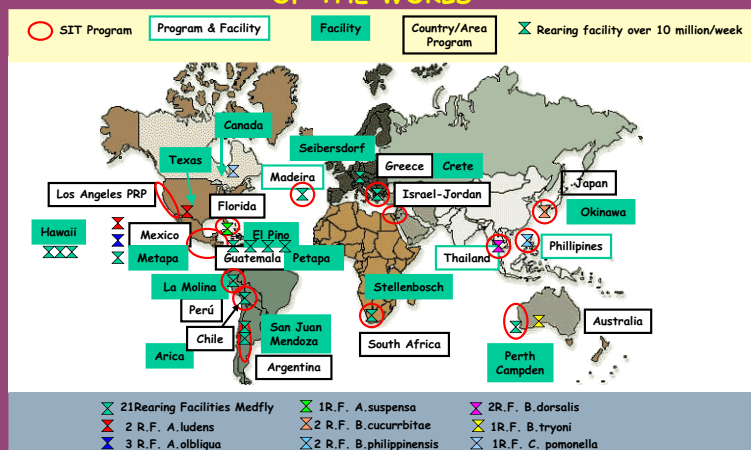 OF THE WORLD
SIT Program
Program & Facility
Facility
Country/Area
Program
Rearing facility over 10 million/week
Canada
Texas
Seibersdorf
Greece
Crete
Madeira
Los Angeles PRP
Florida
Israel-Jordan
Japan
Hawaii
Mexico
El Pino
Okinawa
Metapa
Guatemala
Petapa
Thailand
Phillipines
La Molina
Stellenbosch
Perú
Chile
San Juan
Mendoza
Australia
Arica
Argentina
South Africa
Perth
Campden
21Rearing Facilities Medfly
1R.F. A.suspensa
2R.F. B.dorsalis
2 R.F. A.ludens
2 R.F. B.cucurrbitae
1R.F. B.tryoni
3 R.F. A.olbliqua
2 R.F. B.philippinensis
1R.F. C. pomonella